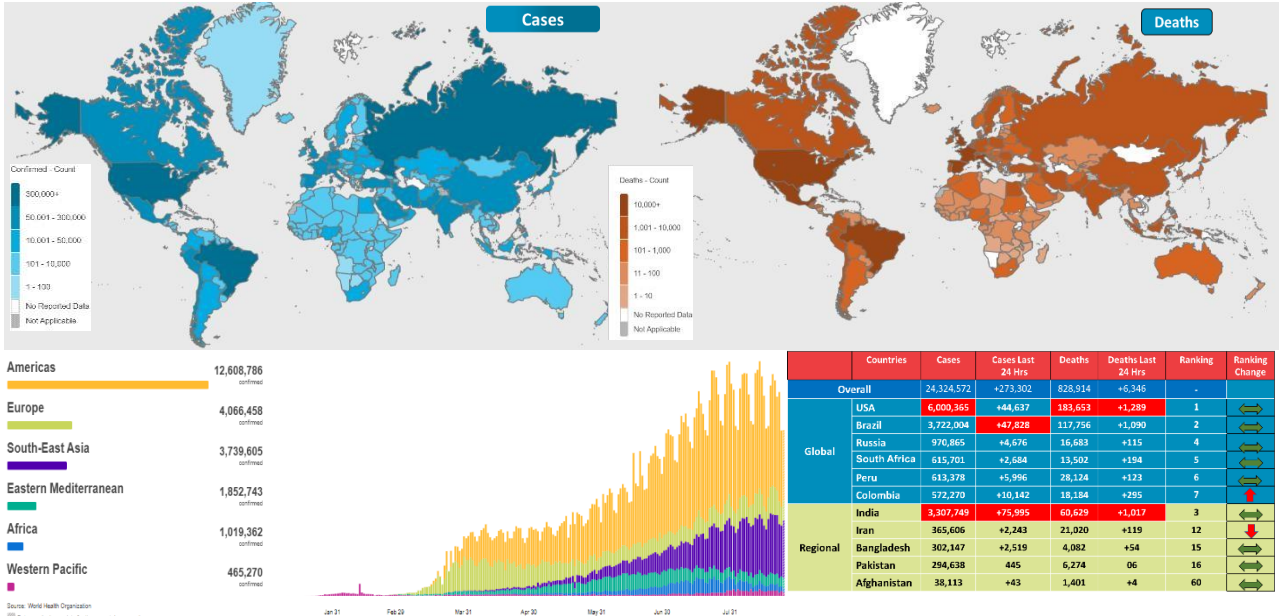 Cases
Deaths
Confirmed - Count
300,000+
50,001 - 300,000
10,001 - 50,000
101 - 10,000
1 - 100
No Reported Data
Not Applicable
Deaths - Count
10,000+
1,001 - 10,000
101 - 1,000
11 - 100
1 - 10
No Reported Data
Not Applicable
Americas 12,608,786
confirmed
Europe 4,066,458
confirmed
South-East Asia 3,739,605
confirmed
Eastern Mediterranean 1,852,743
confirmed
Africa 1,019,362
confirmed
Western Pacific 465,270
confirmed
Source: World Health Organization
Jan 31 Feb 29 Mar 31 Apr 30 May 31 Jun 30 Jul 31
Countries Cases Cases Last 24 Hrs Deaths Deaths Last 24 Hrs Ranking Ranking Change
Overall 24,324,572 +273,302 828,914 +6,346 -
Global
USA 6,000,365 +44,637 183,653 +1,289 1
Brazil 3,722,004 +47,828 117,756 +1,090 2
Russia 970,865 +4,676 16,683 +115 4
South Africa 615,701 +2,684 13,502 +194 5
Peru 613,378 +5,996 28,124 +123 6
Colombia 572,270 +10,142 18,184 +295 7
Regional
India 3,307,749 +75,995 60,629 +1,017 3
Iran 365,606 +2,243 21,020 +119 12
Bangladesh 302,147 +2,519 4,082 +54 15
Pakistan 294,638 445 6,274 06 16
Afghanistan 38,113 +43 1,401 +4 60